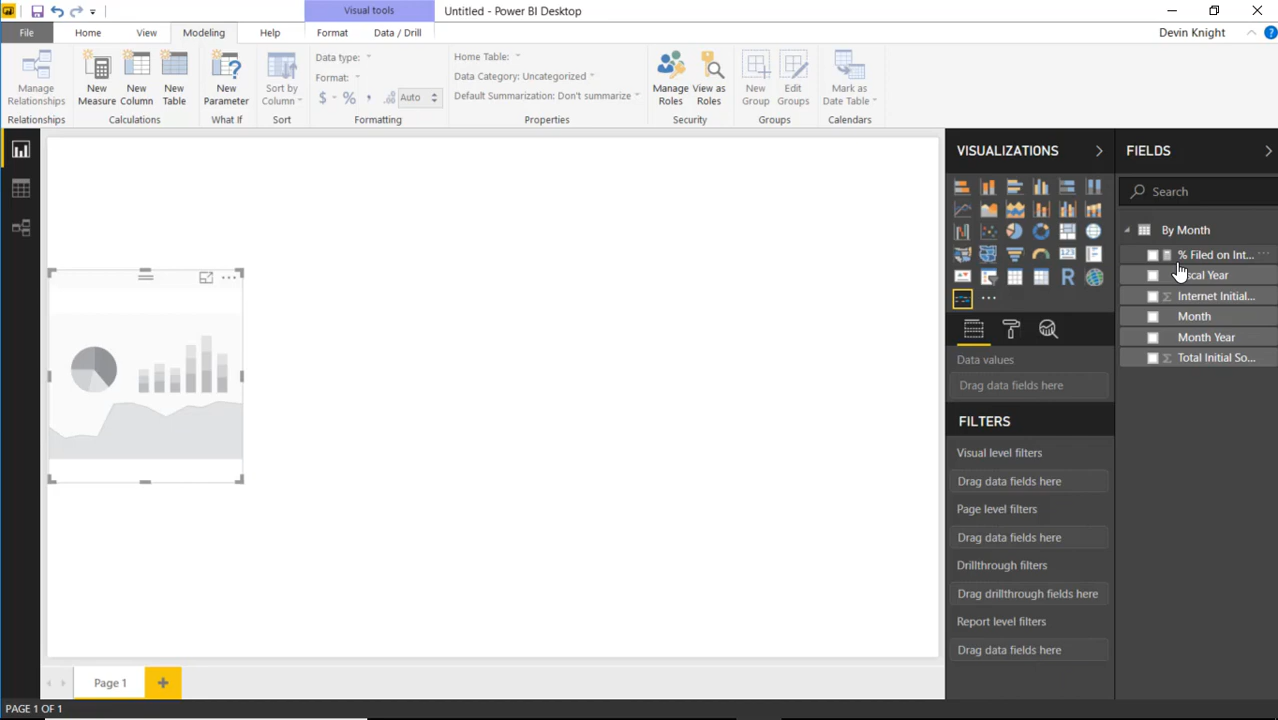 Visual tools
Untitled - Power BI Desktop
File
Home
View
Modeling
Help
Format
Data / Drill
Devin Knight
?
Manage Relationships
New Measure
New Column
New Table
New Parameter
Sort by Column
Data type:
Format:
$ % , Auto
Home Table:
Data Category: Uncategorized
Default Summarization: Don't summarize
Manage Roles
View as Roles
New Group
Edit Groups
Mark as Date Table
Relationships
Calculations
What If
Sort
Formatting
Properties
Security
Groups
Calendars
VISUALIZATIONS
R
Data values
Drag data fields here
FILTERS
Visual level filters
Drag data fields here
Page level filters
Drag data fields here
Drillthrough filters
Drag drillthrough fields here
Report level filters
Drag data fields here
FIELDS
Search
By Month
% Filed on Int...
Σ Internet Initial...
Month
Month Year
Σ Total Initial So...
Page 1
PAGE 1 OF 1